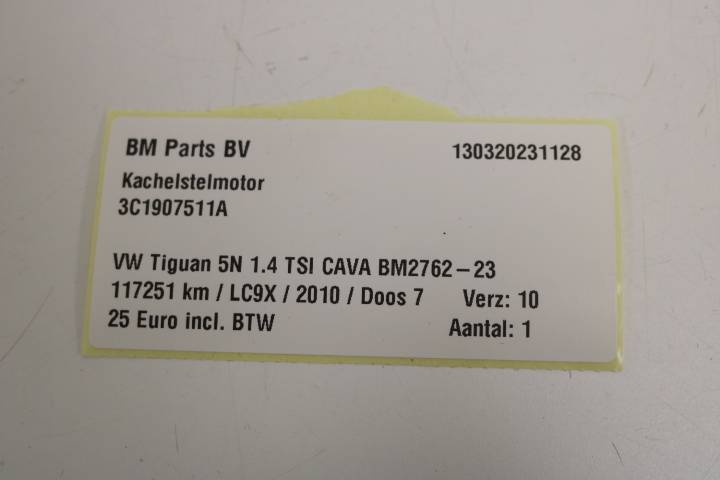 BM Parts BV 130320231128
Kachelstelmotor
3C1907511A
VW Tiguan 5N 1.4 TSI CAVA BM2762-23
117251 km / LC9X / 2010 / Doos 7 Verz: 10
25 Euro incl. BTW Aantal: 1